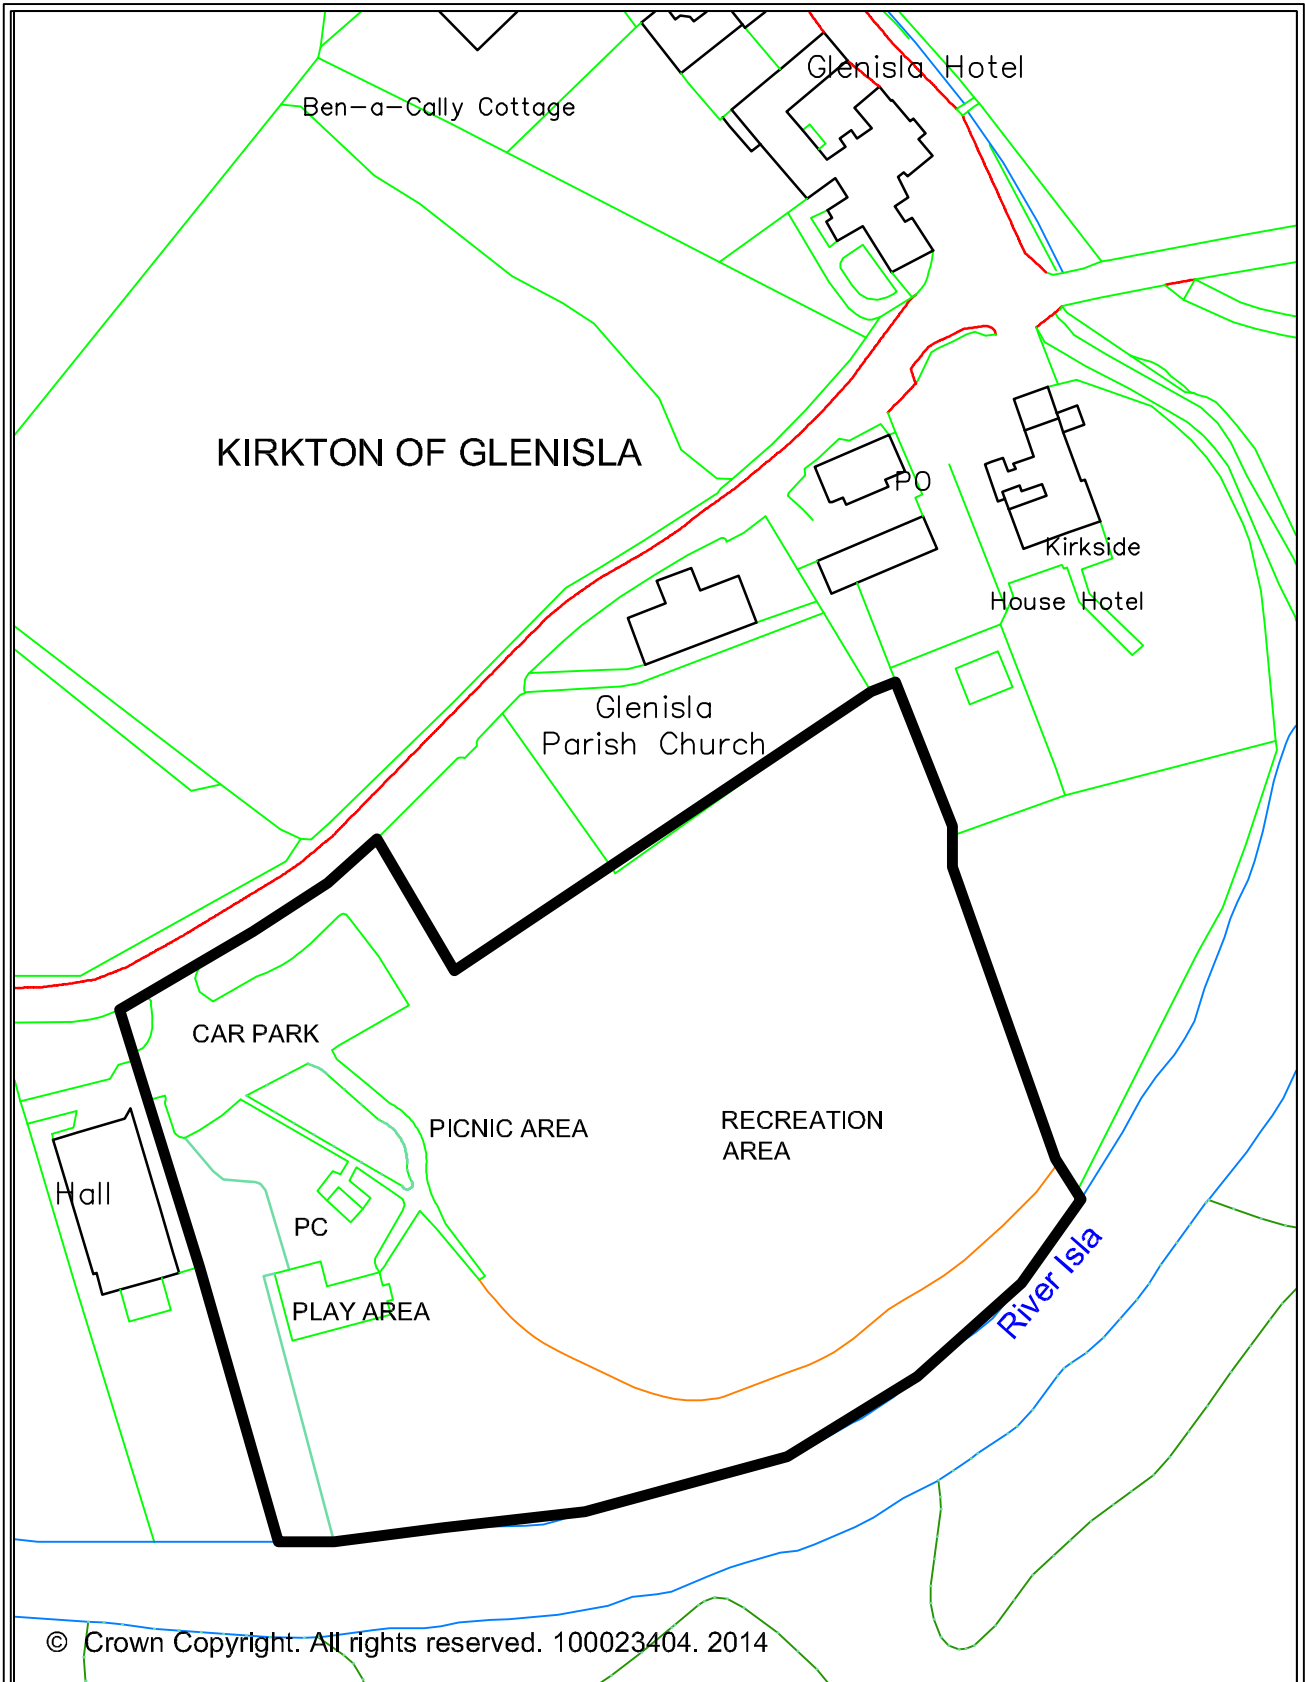 Glenisla Hotel
Ben-a-Cally Cottage
KIRKTON OF GLENISLA
PO
Kirkside
House Hotel
Glenisla
Parish Church
CAR PARK
PICNIC AREA
RECREATION
AREA
Hall
PC
PLAY AREA
River Isla
© Crown Copyright. All rights reserved. 100023404. 2014